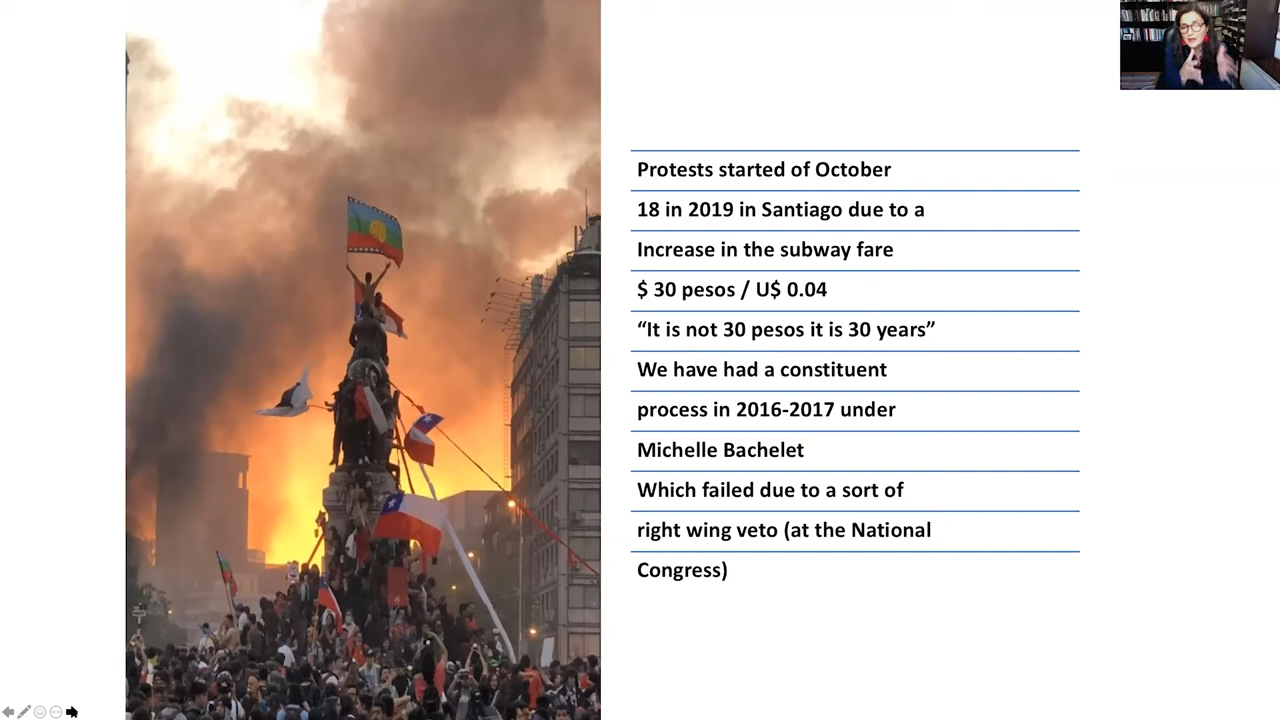 Protests started of October
18 in 2019 in Santiago due to a
Increase in the subway fare
$ 30 pesos / U$ 0.04
“It is not 30 pesos it is 30 years”
We have had a constituent
process in 2016-2017 under
Michelle Bachelet
Which failed due to a sort of
right wing veto (at the National
Congress)